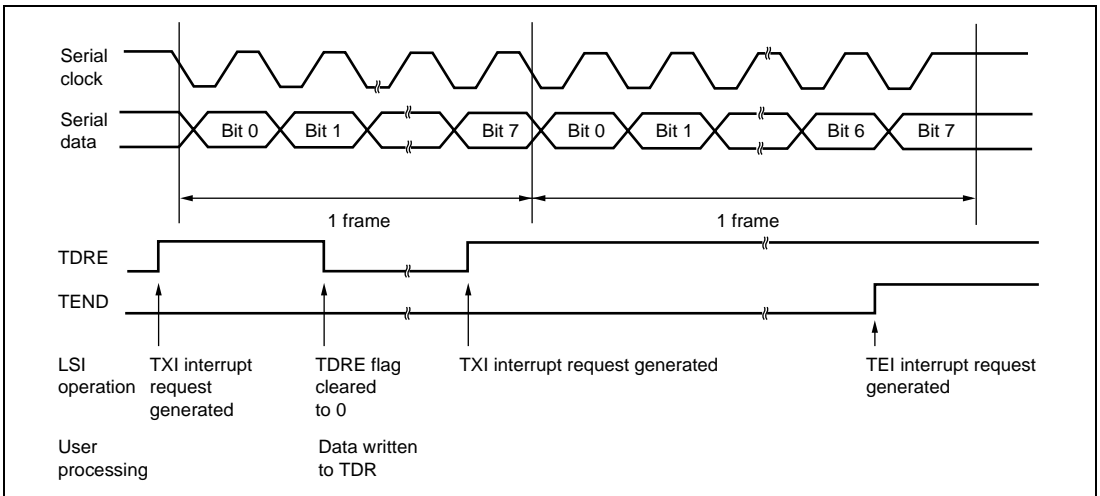 Serial
clock
Serial
data
Bit 0
Bit 1
Bit 7
Bit 0
Bit 1
Bit 6
Bit 7
1 frame
1 frame
TDRE
TEND
LSI
operation
TXI interrupt
request
generated
TDRE flag
cleared
to 0
TXI interrupt request generated
TEI interrupt request
generated
User
processing
Data written
to TDR